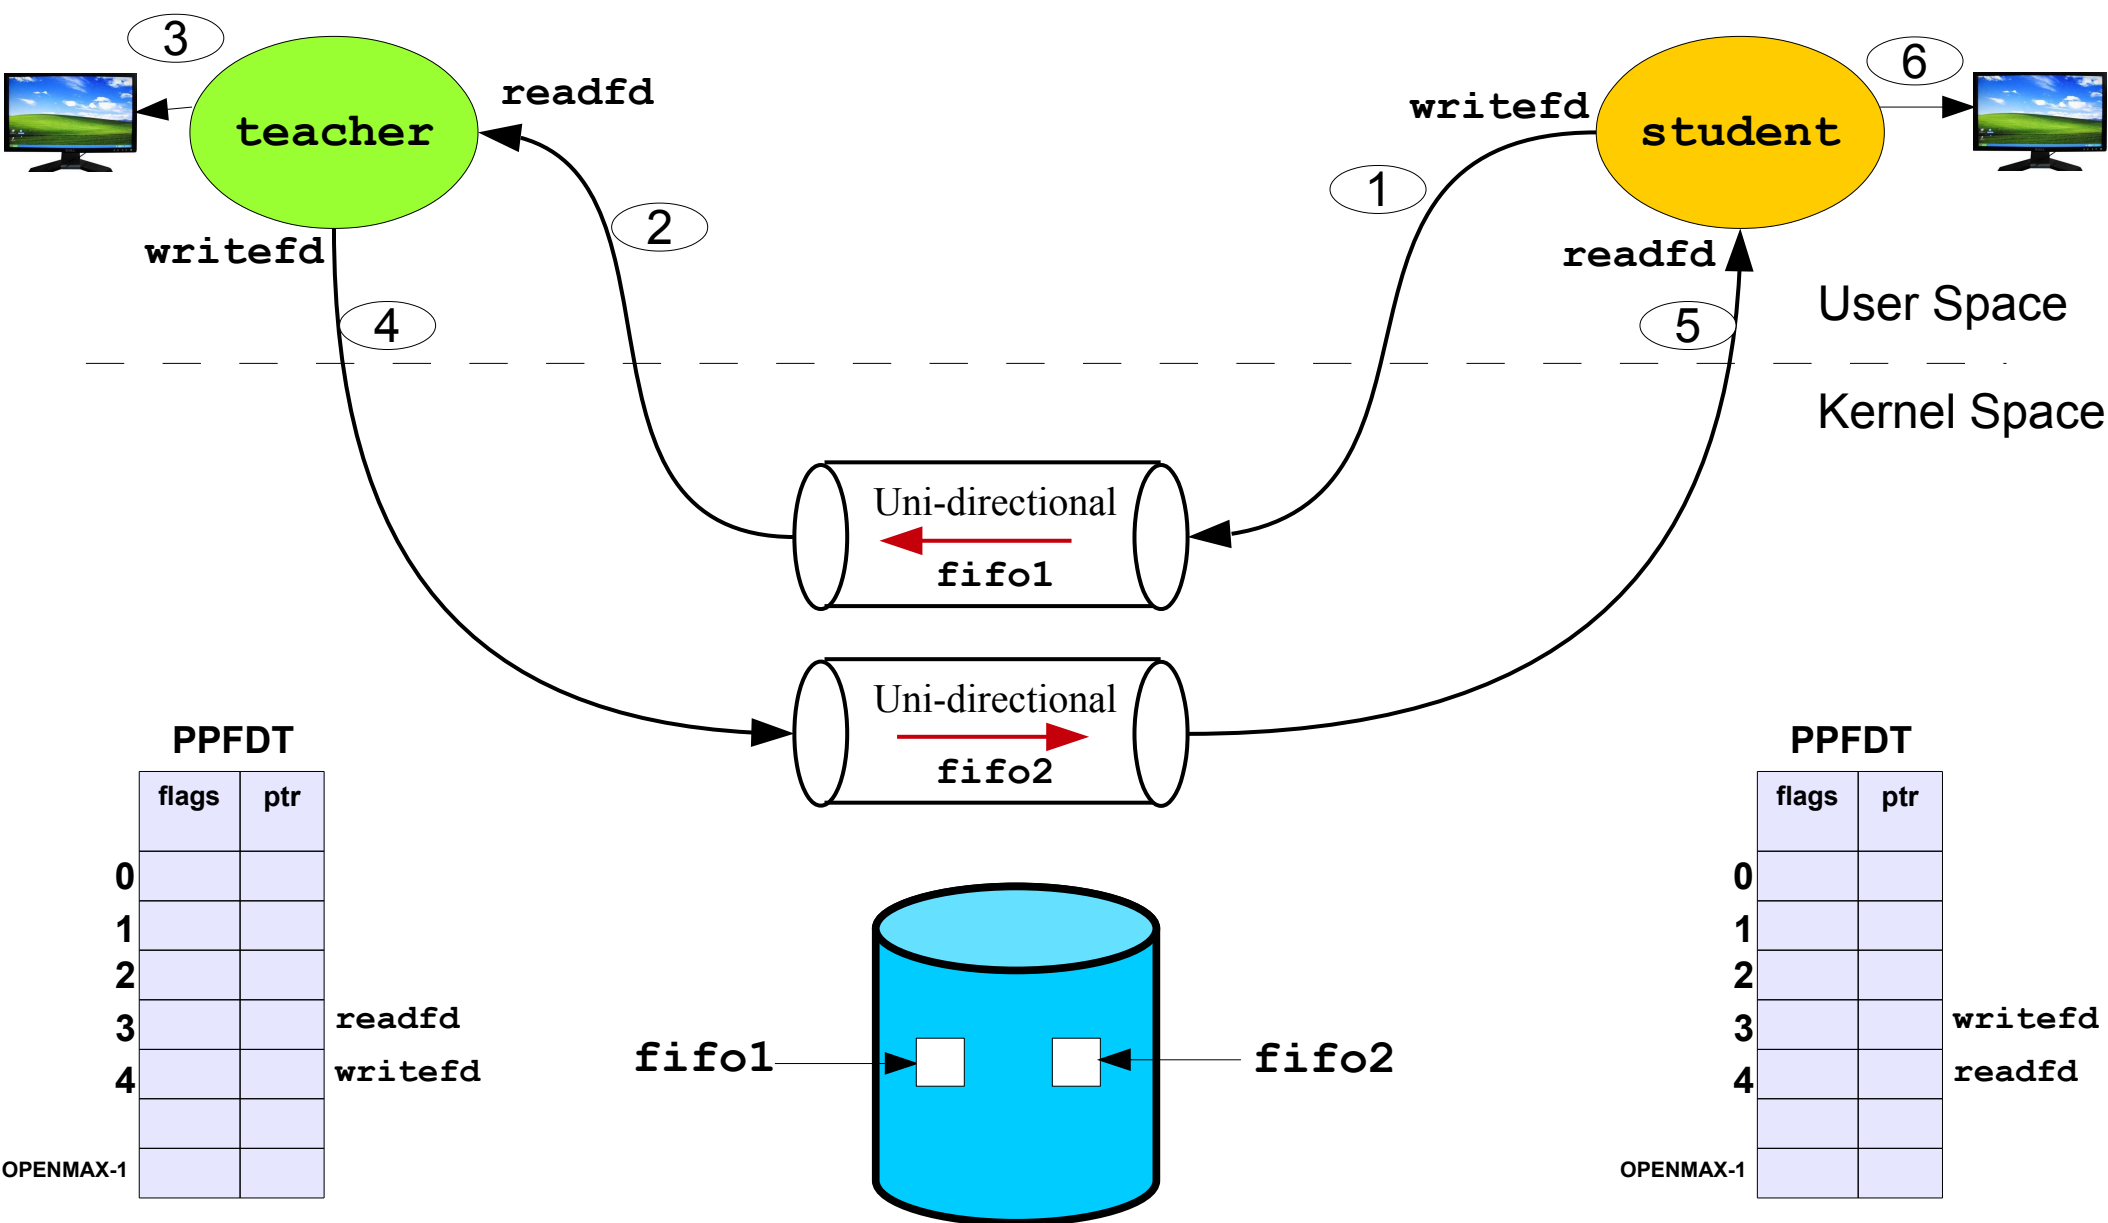 3
6
readfd
writefd
teacher
student
1
2
writefd
readfd
4
5
User Space
Kernel Space
Uni-directional
fifo1
Uni-directional
fifo2
PPFDT
flags ptr
0
1
2
3 readfd
4 writefd
OPENMAX-1
fifo1
fifo2
PPFDT
flags ptr
0
1
2
3 writefd
4 readfd
OPENMAX-1